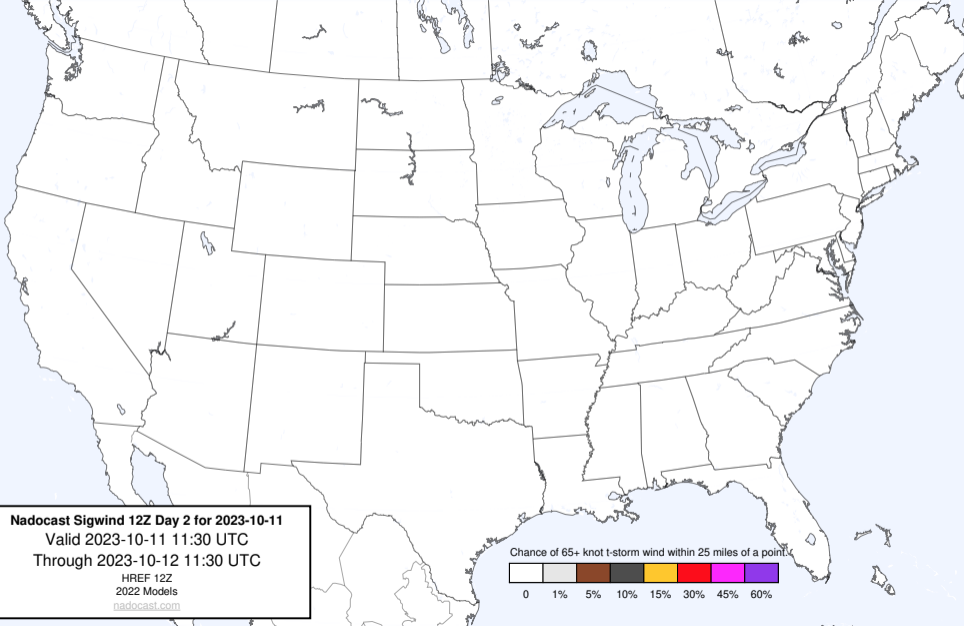 Nadocast Sigwind 12Z Day 2 for 2023-10-11
Valid 2023-10-11 11:30 UTC
Through 2023-10-12 11:30 UTC
HREF 12Z
2022 Models
nadocast.com
Chance of 65+ knot t-storm wind within 25 miles of a point.
0 1% 5% 10% 15% 30% 45% 60%